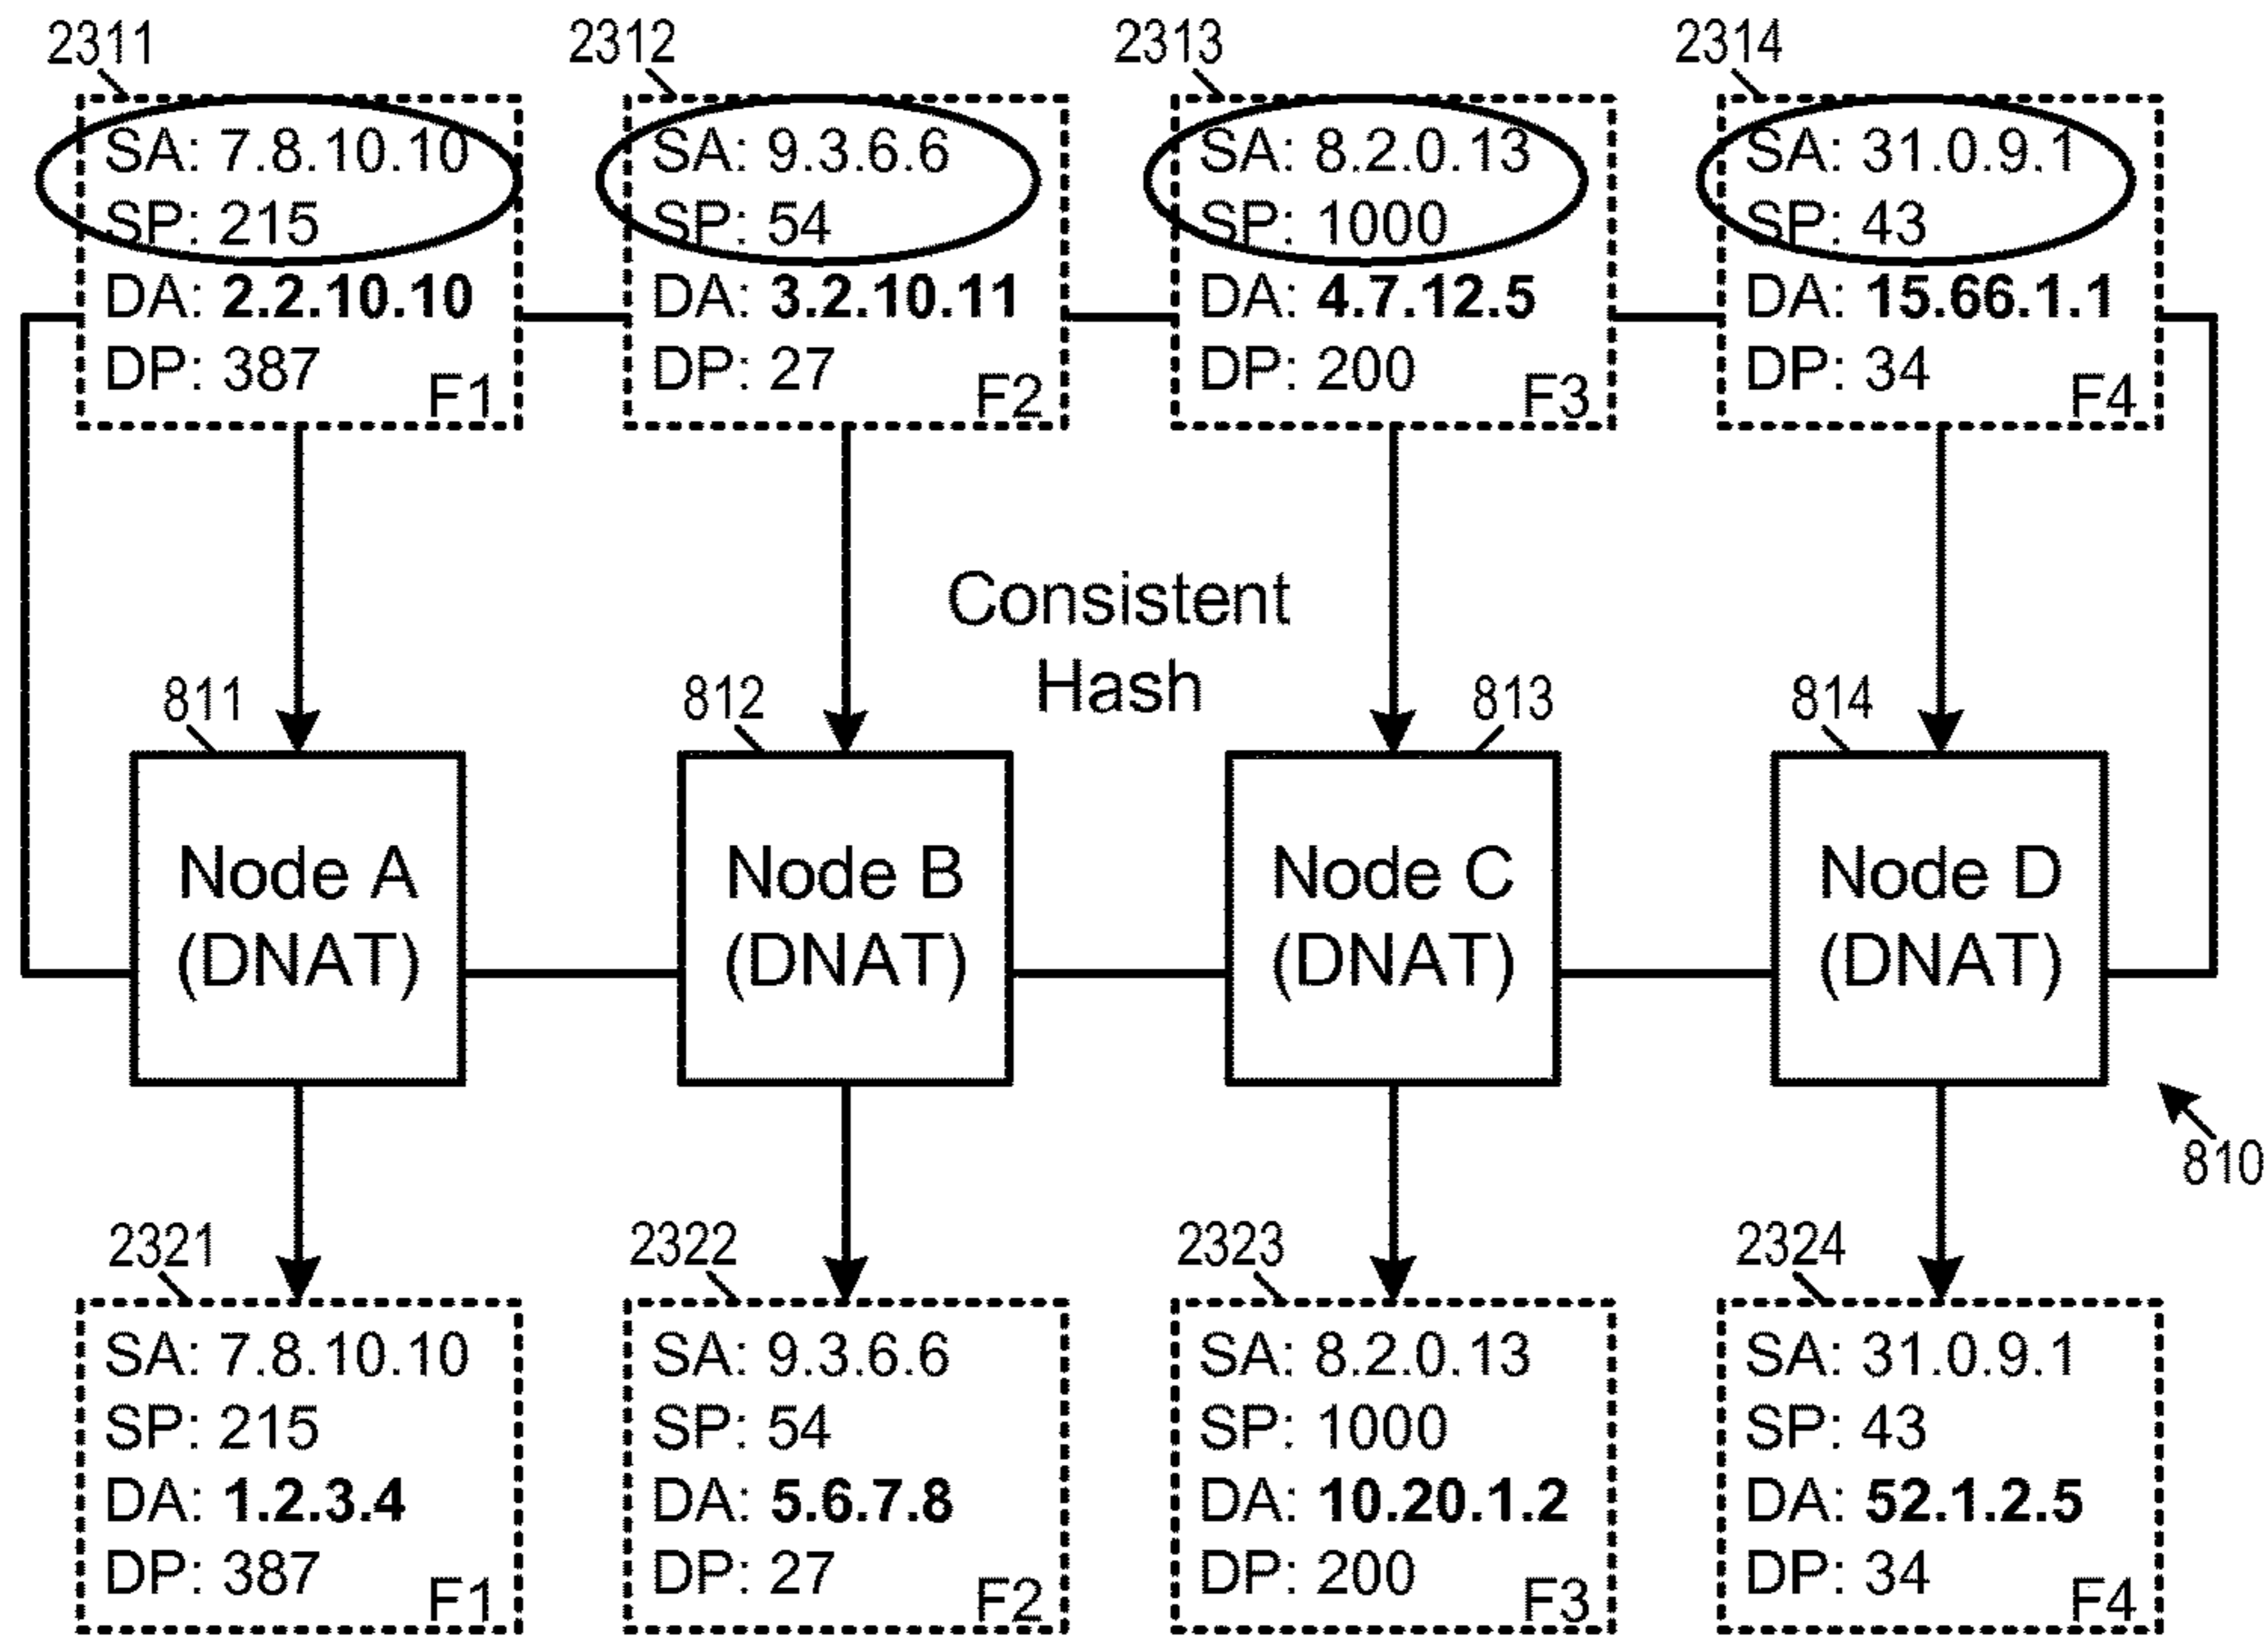 2311
2312
2313
2314
SA: 7.8.10.10
SP: 215
DA: 2.2.10.10
DP: 387
F1
SA: 9.3.6.6
SP: 54
DA: 3.2.10.11
DP: 27
F2
SA: 8.2.0.13
SP: 1000
DA: 4.7.12.5
DP: 200
F3
SA: 31.0.9.1
SP: 43
DA: 15.66.1.1
DP: 34
F4
Consistent
Hash
811
812
813
814
Node A
(DNAT)
Node B
(DNAT)
Node C
(DNAT)
Node D
(DNAT)
810
2321
2322
2323
2324
SA: 7.8.10.10
SP: 215
DA: 1.2.3.4
DP: 387
F1
SA: 9.3.6.6
SP: 54
DA: 5.6.7.8
DP: 27
F2
SA: 8.2.0.13
SP: 1000
DA: 10.20.1.2
DP: 200
F3
SA: 31.0.9.1
SP: 43
DA: 52.1.2.5
DP: 34
F4